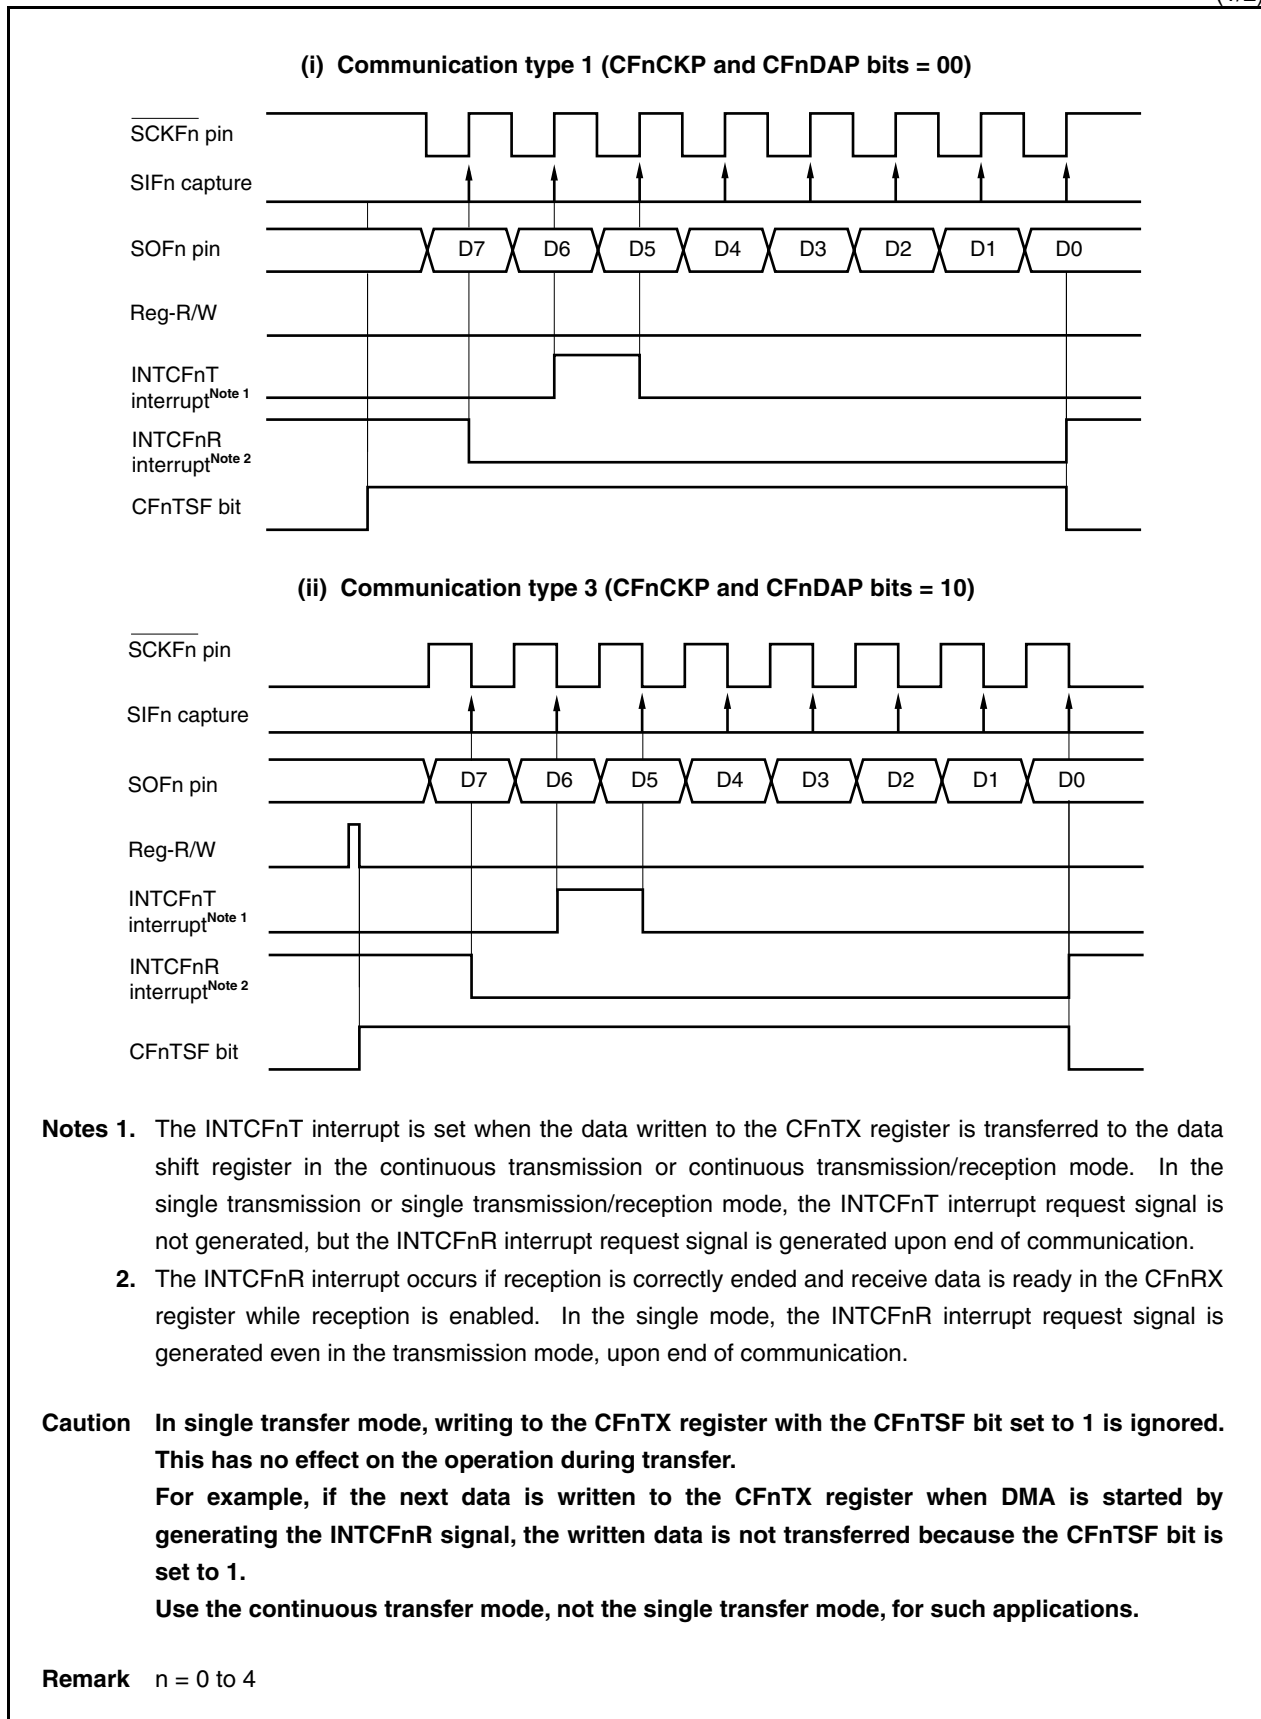 (i) Communication type 1 (CFnCKP and CFnDAP bits = 00)
SCKFn pin
SIFn capture
SOFn pin D7 D6 D5 D4 D3 D2 D1 D0
Reg-R/W
INTCFnT
interrupt Note 1
INTCFnR
interrupt Note 2
CFnTSF bit
(ii) Communication type 3 (CFnCKP and CFnDAP bits = 10)
SCKFn pin
SIFn capture
SOFn pin D7 D6 D5 D4 D3 D2 D1 D0
Reg-R/W
INTCFnT
interrupt Note 1
INTCFnR
interrupt Note 2
CFnTSF bit
Notes 1. The INTCFnT interrupt is set when the data written to the CFnTX register is transferred to the data
shift register in the continuous transmission or continuous transmission/reception mode. In the
single transmission or single transmission/reception mode, the INTCFnT interrupt request signal is
not generated, but the INTCFnR interrupt request signal is generated upon end of communication.
2. The INTCFnR interrupt occurs if reception is correctly ended and receive data is ready in the CFnRX
register while reception is enabled. In the single mode, the INTCFnR interrupt request signal is
generated even in the transmission mode, upon end of communication.
Caution In single transfer mode, writing to the CFnTX register with the CFnTSF bit set to 1 is ignored.
This has no effect on the operation during transfer.
For example, if the next data is written to the CFnTX register when DMA is started by
generating the INTCFnR signal, the written data is not transferred because the CFnTSF bit is
set to 1.
Use the continuous transfer mode, not the single transfer mode, for such applications.
Remark n = 0 to 4